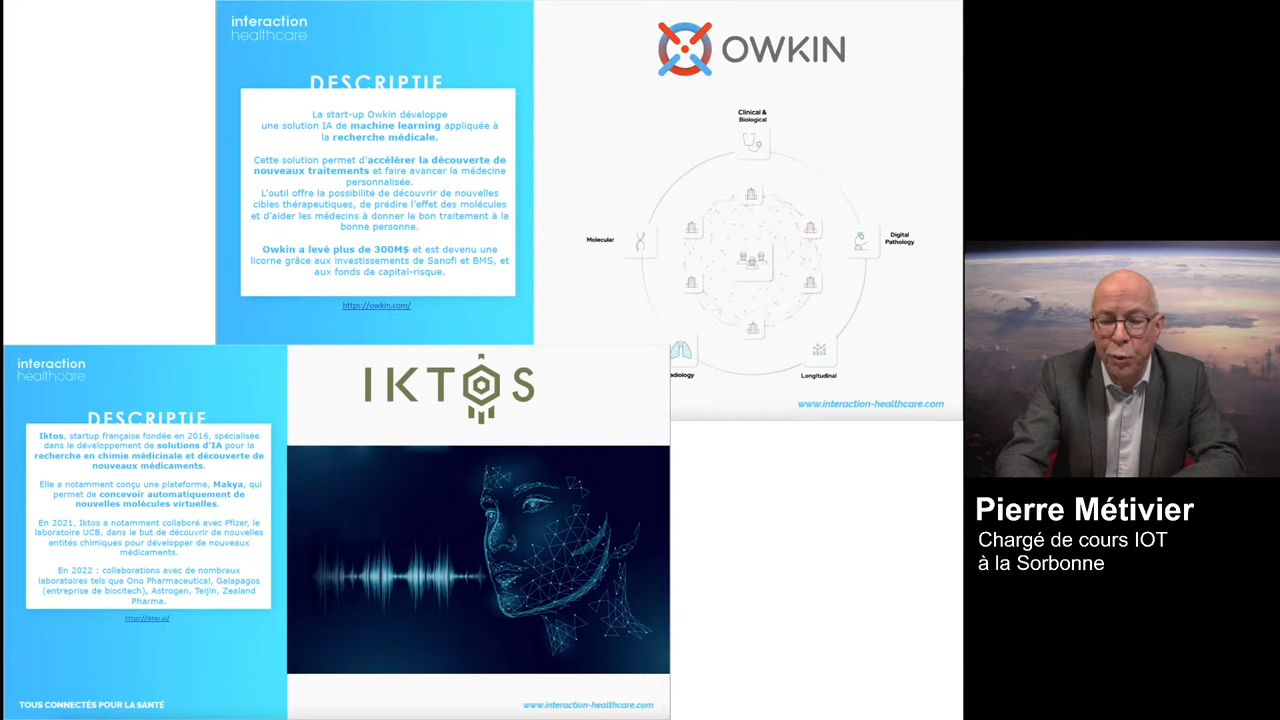 interaction
healthcare
DESCRIPTIF
La start-up Owkin développe
une solution IA de machine learning appliquée à
la recherche médicale.
Cette solution permet d'accélérer la découverte de
nouveaux traitements et faire avancer la médecine
personnalisée.
L'outil offre la possibilité de découvrir de nouvelles
cibles thérapeutiques, de prédire l'effet des molécules
et d'aider les médecins à donner le bon traitement à la
bonne personne.
Owkin a levé plus de 300M$ et est devenu une
licorne grâce aux investissements de Sanofi et BMS, et
aux fonds de capital-risque.
https://owkin.com/
OWKIN
Clinical &
Biological
Molecular
Digital
Pathology
adiology
Longitudinal
www.interaction-healthcare.com
interaction
healthcare
DESCRIPTIF
Iktos, startup française fondée en 2016, spécialisée
dans le développement de solutions d'IA pour la
recherche en chimie médicinale et découverte de
nouveaux médicaments.
Elle a notamment conçu une plateforme, Makya, qui
permet de concevoir automatiquement de
nouvelles molécules virtuelles.
En 2021, Iktos a notamment collaboré avec Pfizer, le
laboratoire UCB, dans le but de découvrir de nouvelles
entités chimiques pour développer de nouveaux
médicaments.
En 2022 : collaborations avec de nombreux
laboratoires tels que Ono Pharmaceutical, Galapagos
(entreprise de biocitech), Astrogen, Teijin, Zealand
Pharma.
https://iktos.ai/
TOUS CONNECTÉS POUR LA SANTÉ
IKTOS
www.interaction-healthcare.com
Pierre Métivier
Chargé de cours IOT
à la Sorbonne